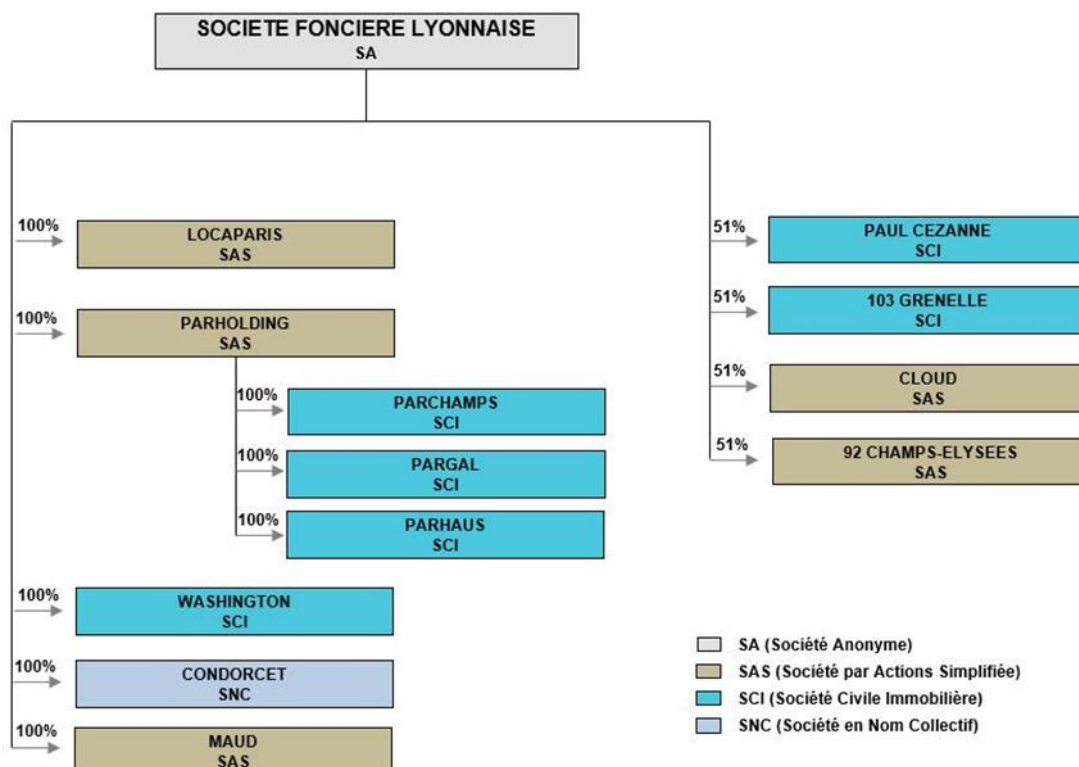 SOCIETE FONCIERE LYONNAISE
SA
100%
LOCAPARIS
SAS
100%
PARHOLDING
SAS
100%
PARCHAMPS
SCI
100%
PARGAL
SCI
100%
PARHAUS
SCI
100%
WASHINGTON
SCI
100%
CONDORCET
SNC
100%
MAUD
SAS
51%
PAUL CEZANNE
SCI
51%
103 GRENELLE
SCI
51%
CLOUD
SAS
51%
92 CHAMPS-ELYSEES
SAS
SA (Société Anonyme)
SAS (Société par Actions Simplifiée)
SCI (Société Civile Immobilière)
SNC (Société en Nom Collectif)